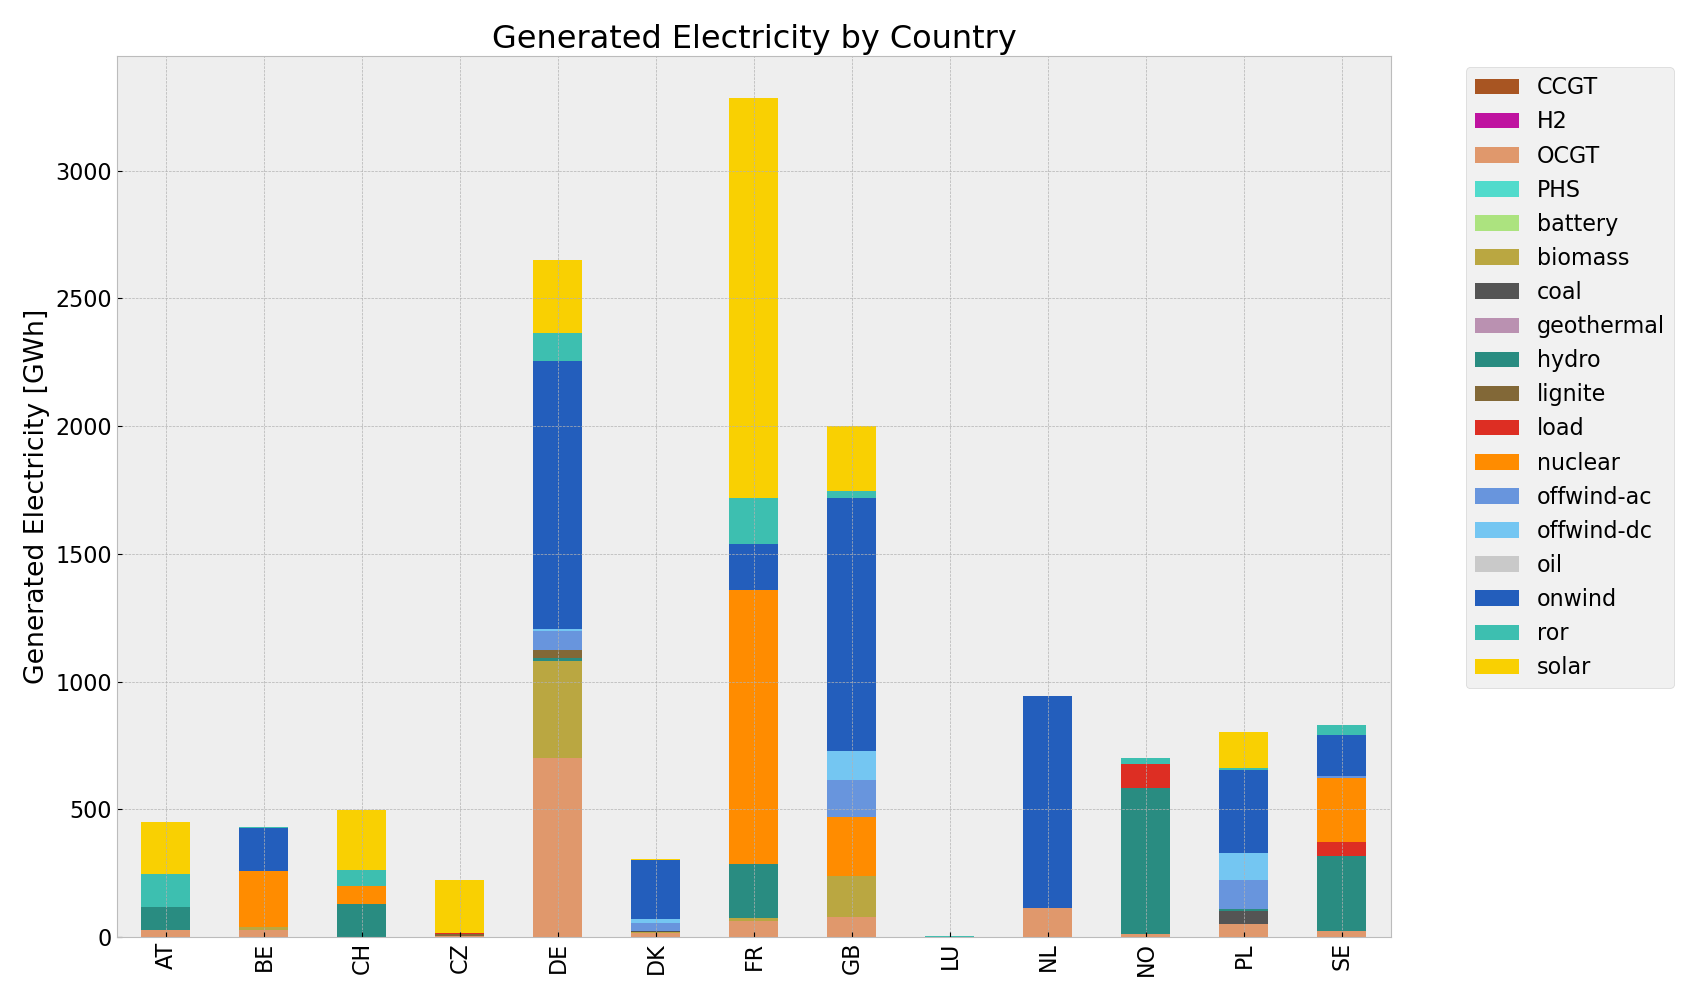 Generated Electricity by Country
Generated Electricity [GWh]
3000
2500
2000
1500
1000
500
0
AT
BE
CH
CZ
DE
DK
FR
GB
LU
NL
NO
PL
SE
CCGT
H2
OCGT
PHS
battery
biomass
coal
geothermal
hydro
lignite
load
nuclear
offwind-ac
offwind-dc
oil
onwind
ror
solar